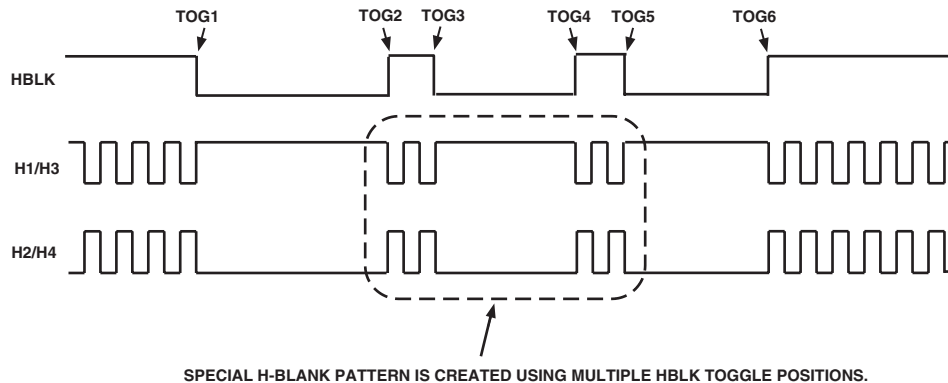 TOG1 TOG2 TOG3 TOG4 TOG5 TOG6
HBLK
H1/H3
H2/H4
SPECIAL H-BLANK PATTERN IS CREATED USING MULTIPLE HBLK TOGGLE POSITIONS.